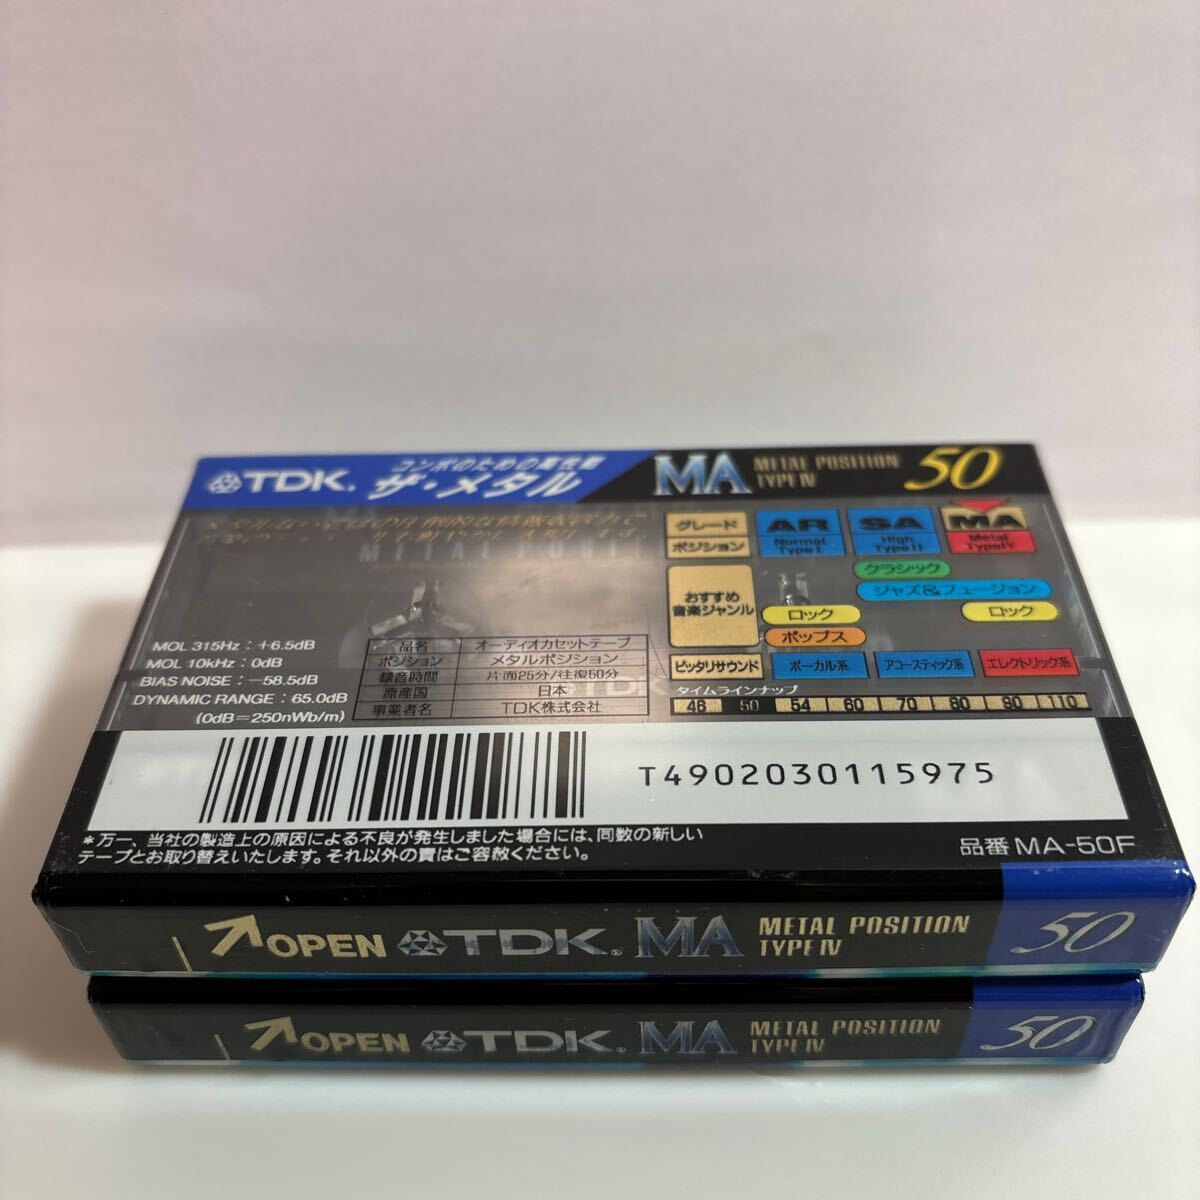 TDK. コンポのための高性能
ザ・メタル
MA METAL POSITION TYPE IV 50
METAL
グレード AR SA MA
ポジション Normal Type I High Type II Metal Type IV
おすすめ音楽ジャンル
クラシック
ジャズ&フュージョン
ロック ロック
ポップス
ピッタリサウンド ボーカル系 アコースティック系 エレクトリック系
タイムラインナップ
46 50 54 60 70 80 90 110
MOL 315Hz : +6.5dB
MOL 10kHz : 0dB
BIAS NOISE : −58.5dB
DYNAMIC RANGE : 65.0dB
(0dB=250nWb/m)
品名 オーディオカセットテープ
ポジション メタルポジション
録音時間 片面25分/往復50分
原産国 日本
事業者名 TDK株式会社
TDK
T4902030115975
*万一、当社の製造上の原因による不良が発生しました場合には、同数の新しい
テープとお取り替えいたします。それ以外の責はご容赦ください。
品番 MA-50F
OPEN TDK. MA METAL POSITION TYPE IV 50
OPEN TDK. MA METAL POSITION TYPE IV 50